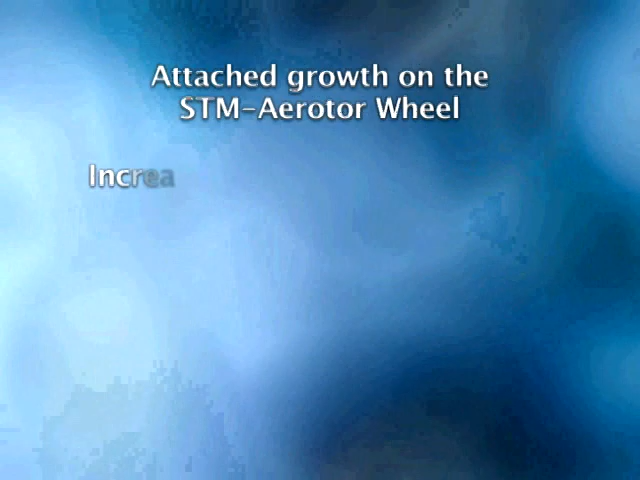 Attached growth on the
STM-Aerotor Wheel
Increa